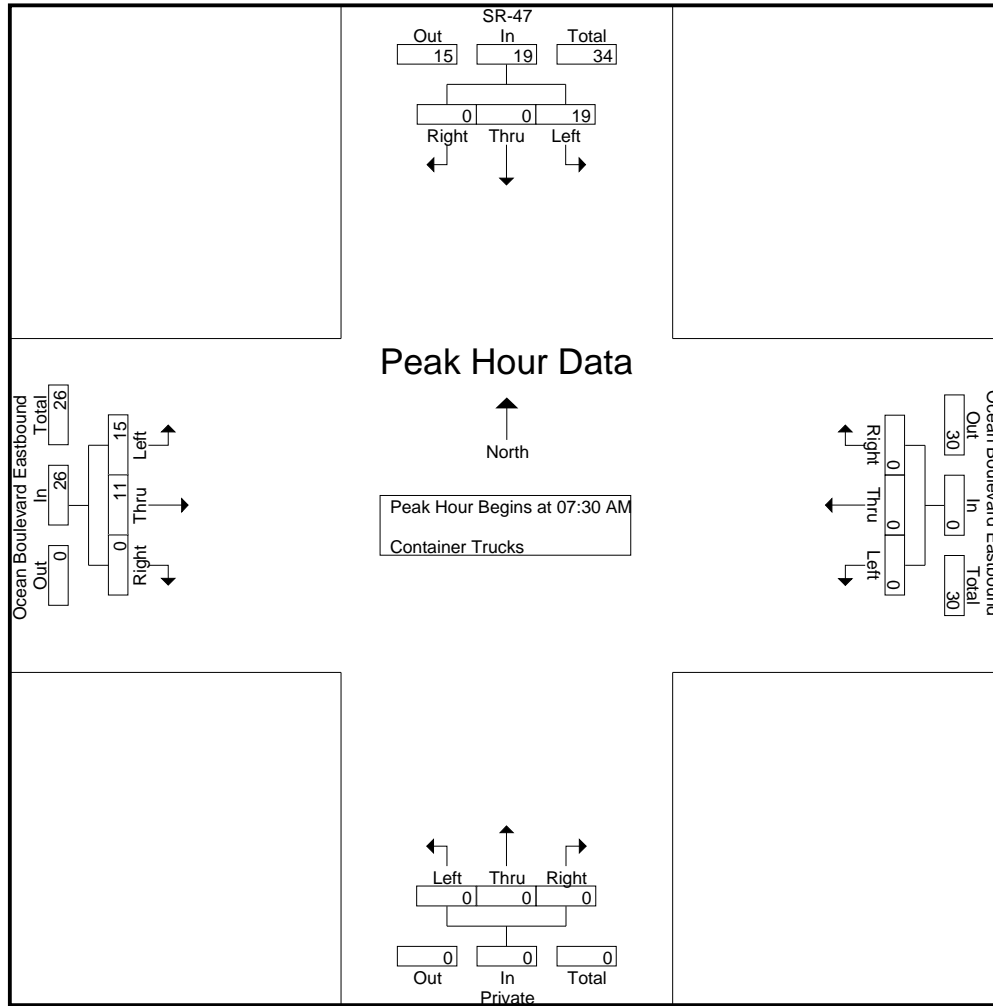 SR-47
Out In Total
15 19 34
0 0 19
Right Thru Left
Peak Hour Data
North
Peak Hour Begins at 07:30 AM
Container Trucks
Ocean Boulevard Eastbound
Out In Total
0 26 26
15 11 0
Left Thru Right
Ocean Boulevard Eastbound
Out In Total
30 0 30
0 0 0
Right Thru Left
Left Thru Right
0 0 0
0 0 0
Out In Total
Private